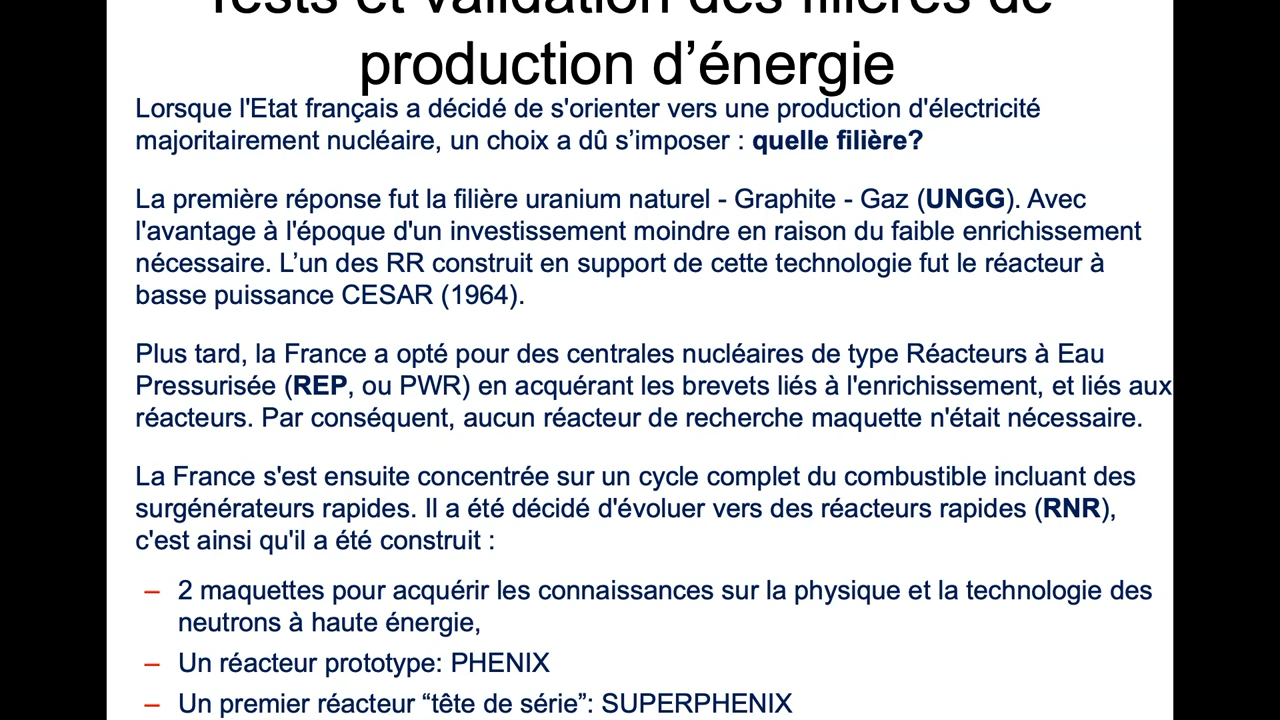 Tests et validation des filières de
production d’énergie
Lorsque l'Etat français a décidé de s'orienter vers une production d'électricité
majoritairement nucléaire, un choix a dû s’imposer : quelle filière?
La première réponse fut la filière uranium naturel - Graphite - Gaz (UNGG). Avec
l'avantage à l'époque d'un investissement moindre en raison du faible enrichissement
nécessaire. L’un des RR construit en support de cette technologie fut le réacteur à
basse puissance CESAR (1964).
Plus tard, la France a opté pour des centrales nucléaires de type Réacteurs à Eau
Pressurisée (REP, ou PWR) en acquérant les brevets liés à l'enrichissement, et liés aux
réacteurs. Par conséquent, aucun réacteur de recherche maquette n'était nécessaire.
La France s'est ensuite concentrée sur un cycle complet du combustible incluant des
surgénérateurs rapides. Il a été décidé d'évoluer vers des réacteurs rapides (RNR),
c'est ainsi qu'il a été construit :
– 2 maquettes pour acquérir les connaissances sur la physique et la technologie des
neutrons à haute énergie,
– Un réacteur prototype: PHENIX
– Un premier réacteur “tête de série”: SUPERPHENIX